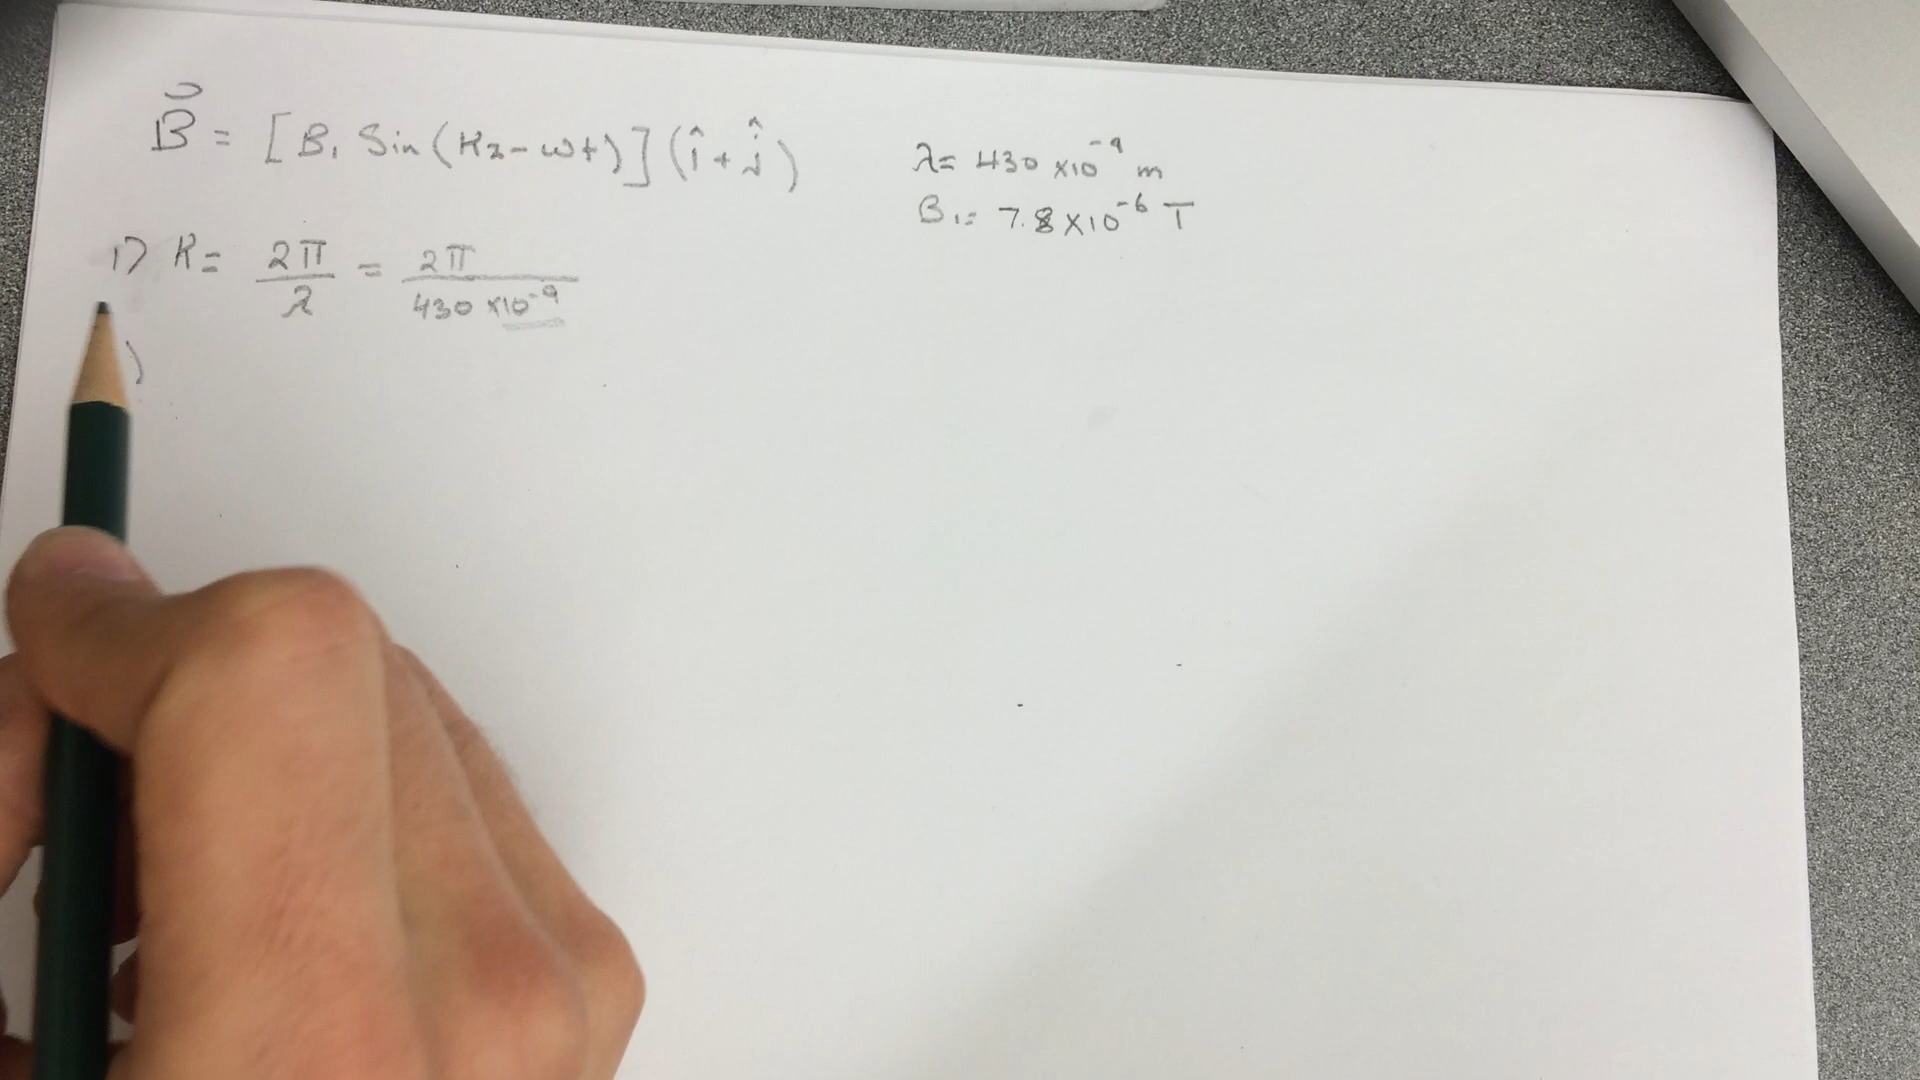 B⃗ = [B₁ Sin(Kz-ωt)](î+ĵ)
λ= 430 ×10⁻⁹ m
B₁= 7.8×10⁻⁶ T
1) K= 2π/λ = 2π/430 ×10⁻⁹
)